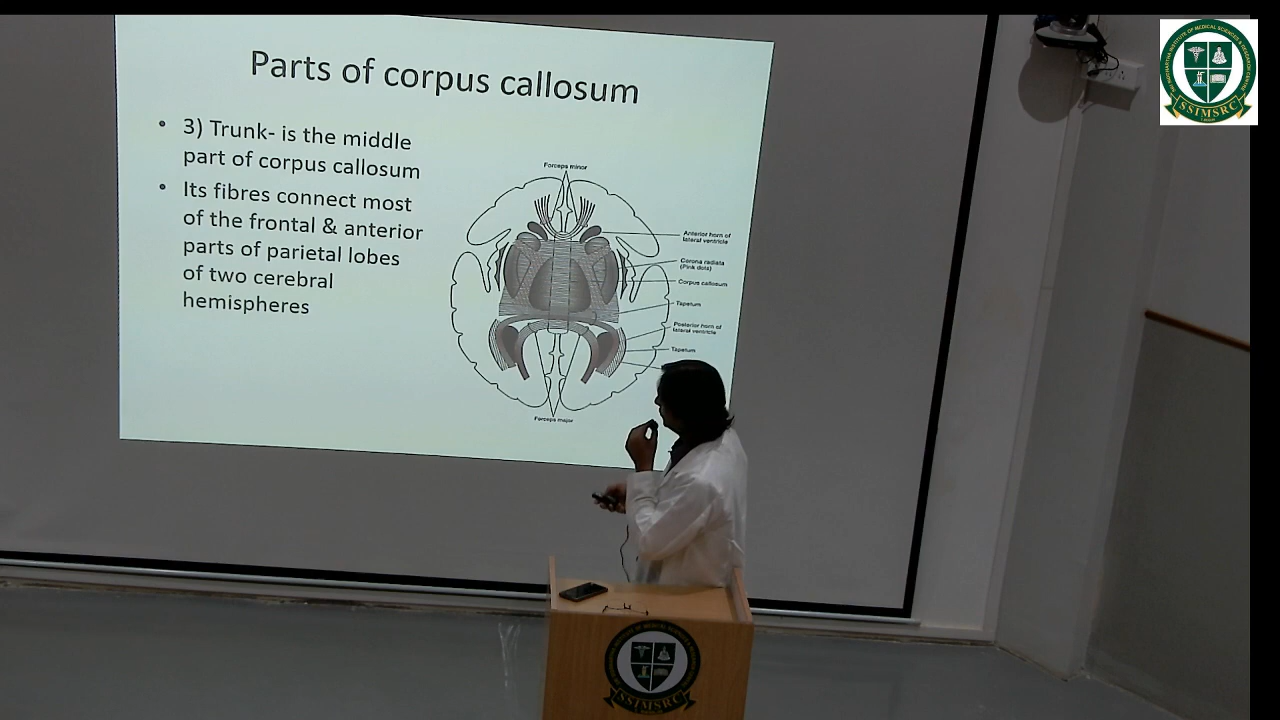 Parts of corpus callosum
• 3) Trunk- is the middle
part of corpus callosum
• Its fibres connect most
of the frontal & anterior
parts of parietal lobes
of two cerebral
hemispheres
Forceps minor
Anterior horn of
lateral ventricle
Corona radiata
(Pink dots)
Corpus callosum
Tapetum
Posterior horn of
lateral ventricle
Tapetum
Forceps major
SSIMSRC
SSIMSRC